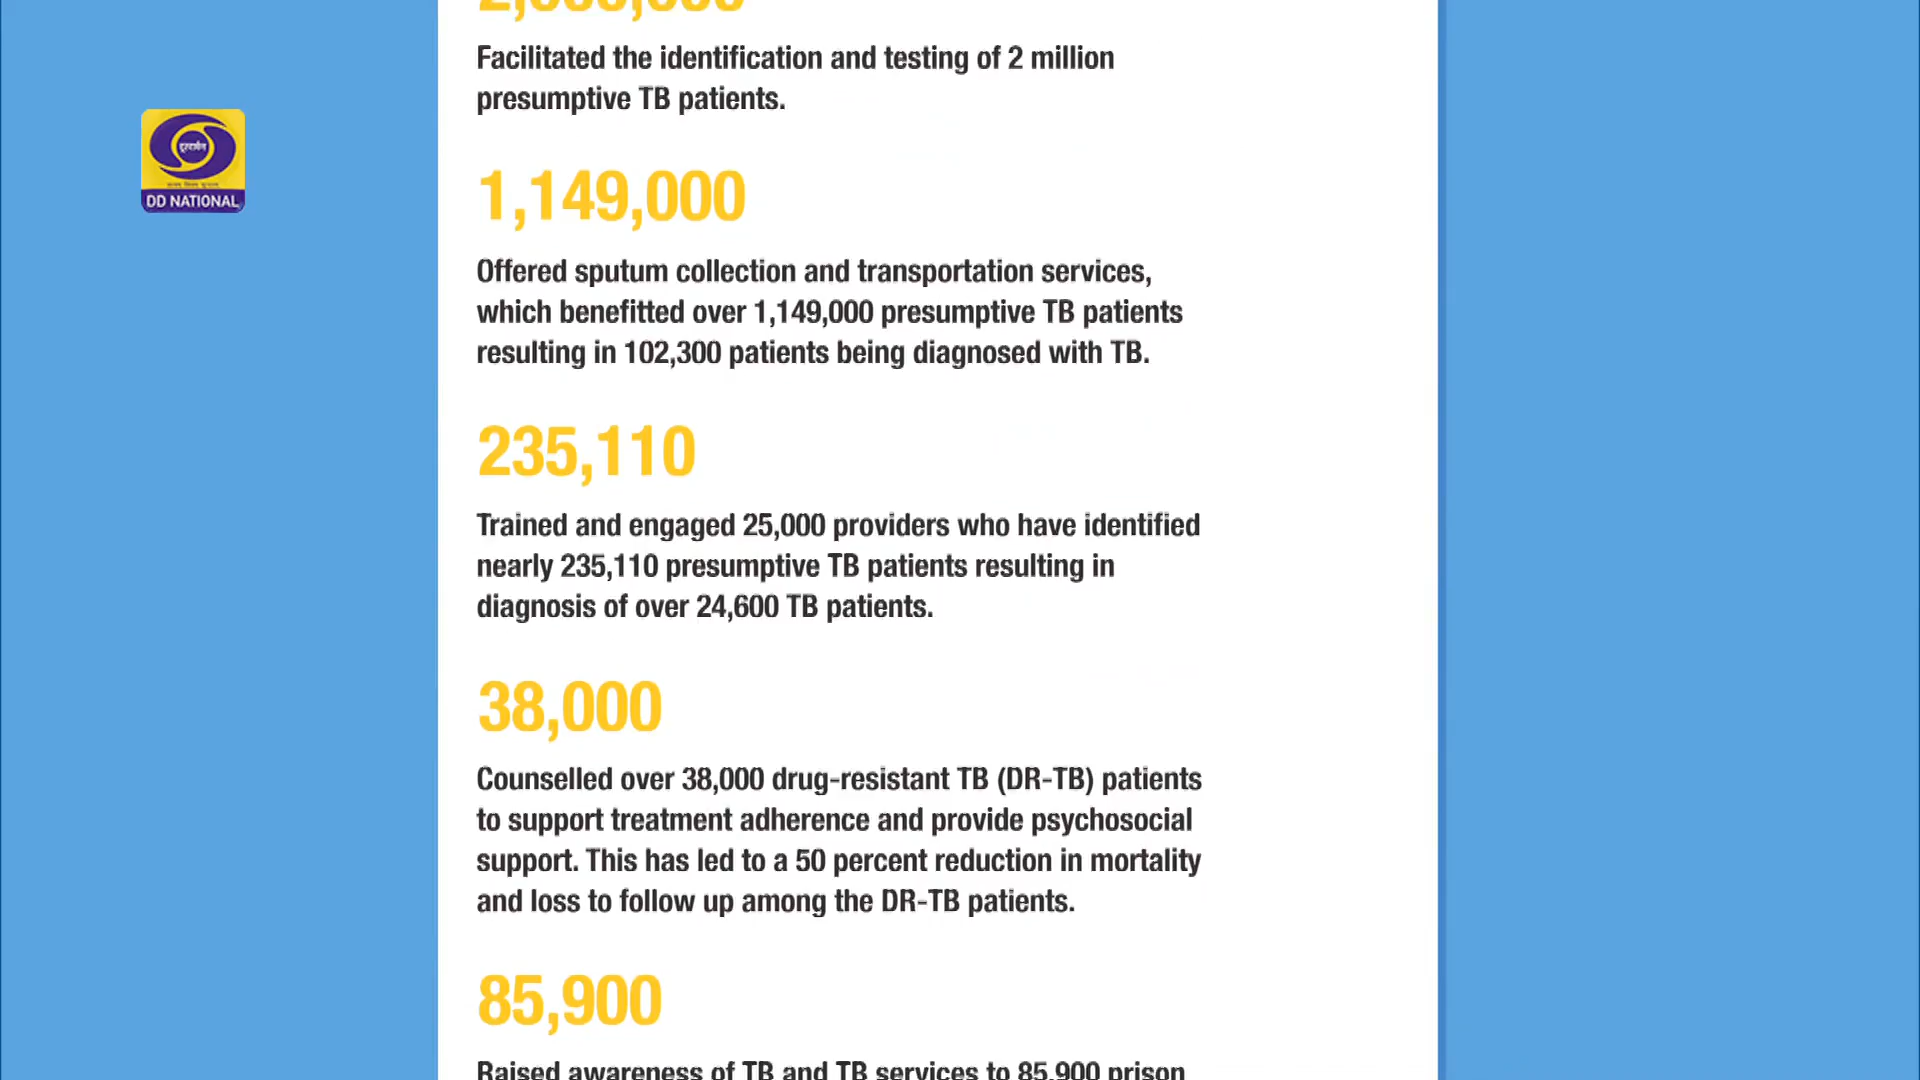 Facilitated the identification and testing of 2 million
presumptive TB patients.
दूरदर्शन
DD NATIONAL
1,149,000
Offered sputum collection and transportation services,
which benefitted over 1,149,000 presumptive TB patients
resulting in 102,300 patients being diagnosed with TB.
235,110
Trained and engaged 25,000 providers who have identified
nearly 235,110 presumptive TB patients resulting in
diagnosis of over 24,600 TB patients.
38,000
Counselled over 38,000 drug-resistant TB (DR-TB) patients
to support treatment adherence and provide psychosocial
support. This has led to a 50 percent reduction in mortality
and loss to follow up among the DR-TB patients.
85,900
Raised awareness of TB and TB services to 85,900 prison